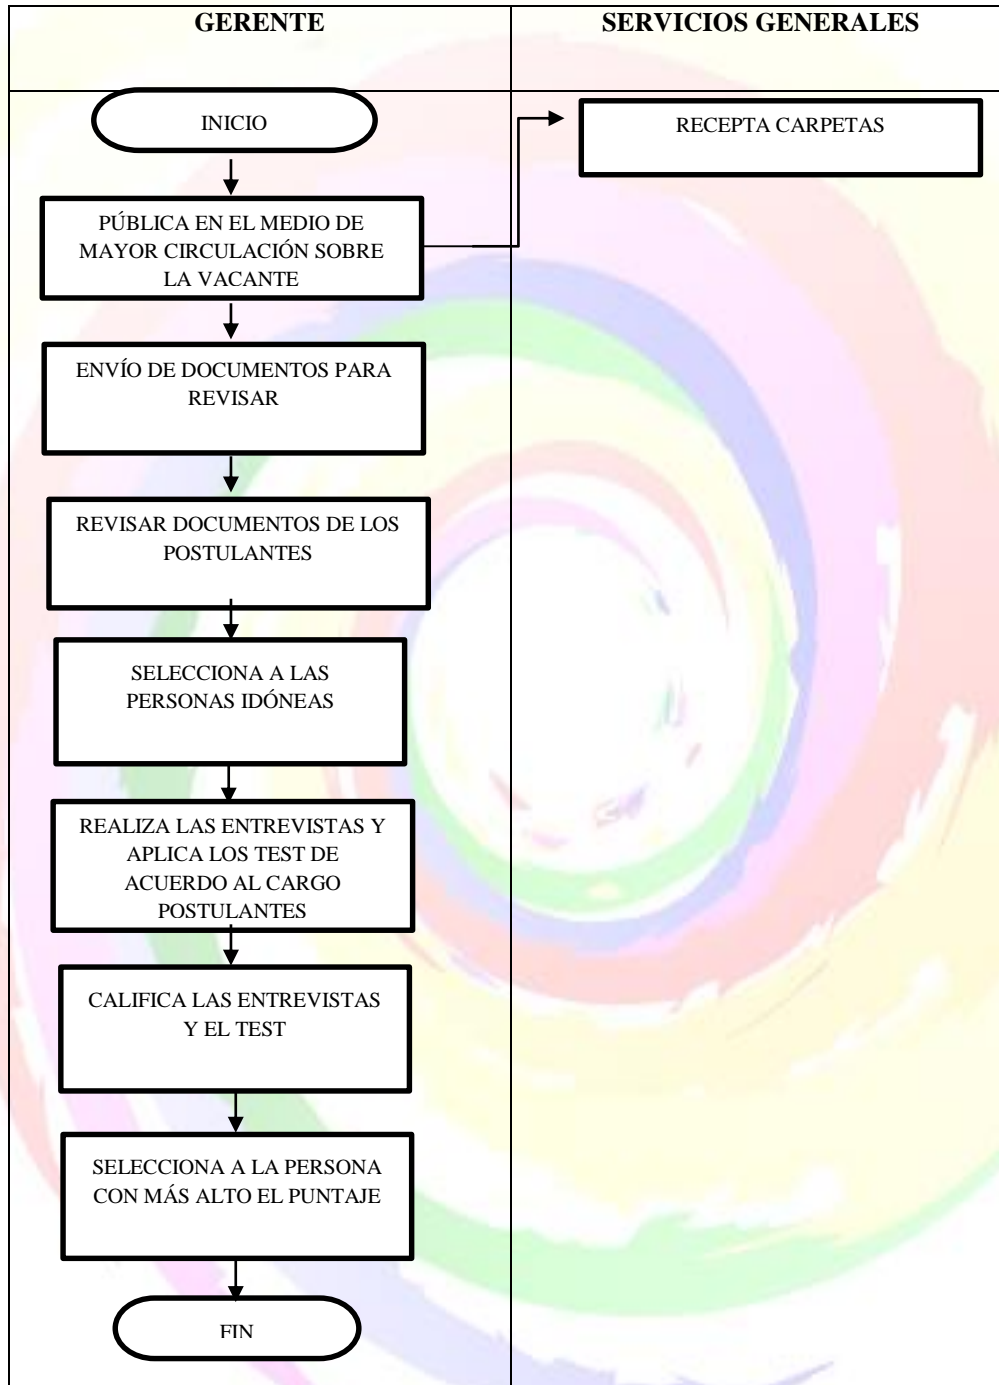 GERENTE
SERVICIOS GENERALES
INICIO
RECEPTA CARPETAS
PÚBLICA EN EL MEDIO DE
MAYOR CIRCULACIÓN SOBRE
LA VACANTE
ENVÍO DE DOCUMENTOS PARA
REVISAR
REVISAR DOCUMENTOS DE LOS
POSTULANTES
SELECCIONA A LAS
PERSONAS IDÓNEAS
REALIZA LAS ENTREVISTAS Y
APLICA LOS TEST DE
ACUERDO AL CARGO
POSTULANTES
CALIFICA LAS ENTREVISTAS
Y EL TEST
SELECCIONA A LA PERSONA
CON MÁS ALTO EL PUNTAJE
FIN